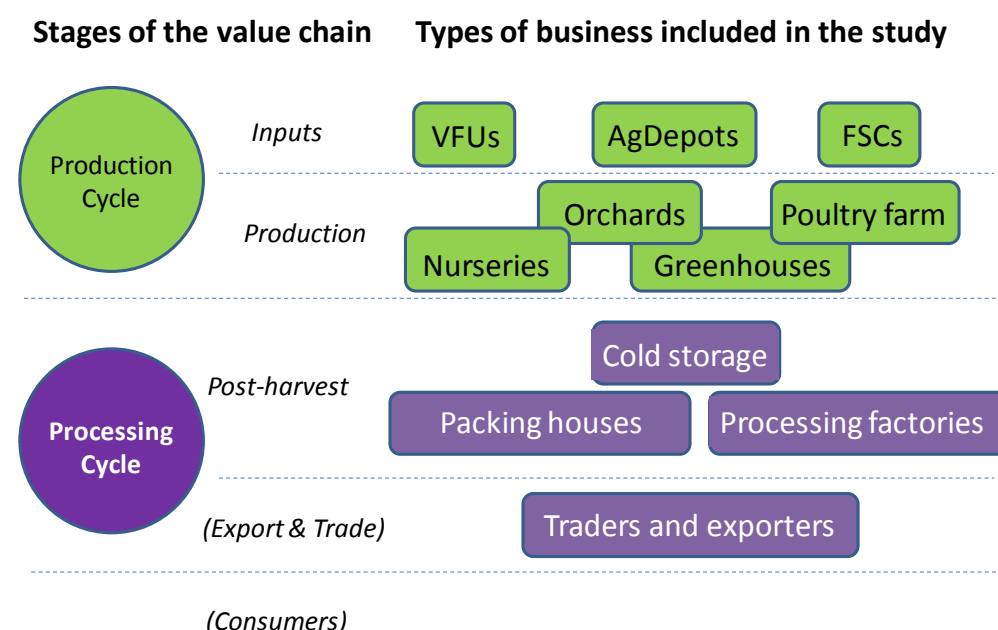 Stages of the value chain
Types of business included in the study
Production
Cycle
Inputs
VFUs
AgDepots
FSCs
Production
Orchards
Poultry farm
Nurseries
Greenhouses
Processing
Cycle
Post-harvest
Cold storage
Packing houses
Processing factories
(Export & Trade)
Traders and exporters
(Consumers)